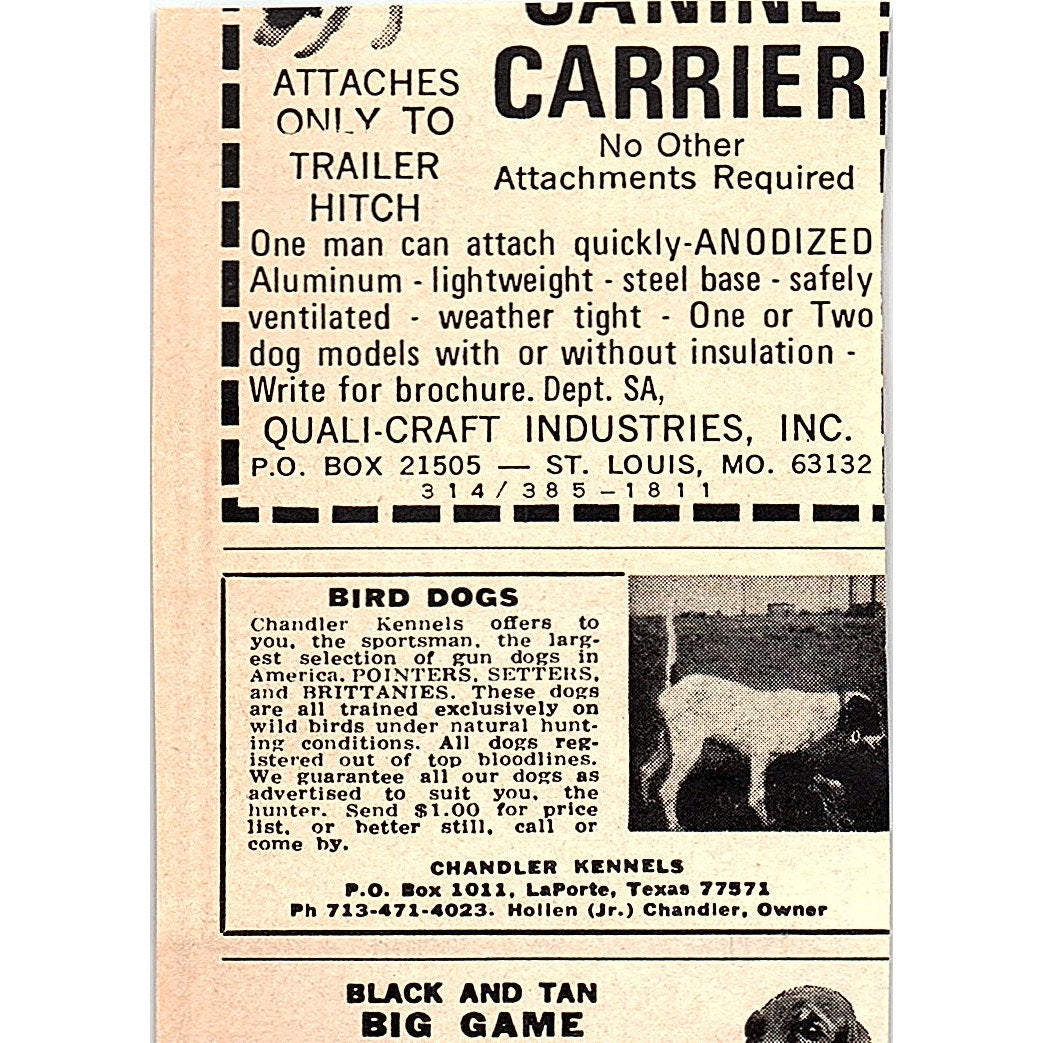 CANINE
CARRIER
ATTACHES
ONLY TO
TRAILER
HITCH
No Other
Attachments Required
One man can attach quickly-ANODIZED
Aluminum - lightweight - steel base - safely
ventilated - weather tight - One or Two
dog models with or without insulation -
Write for brochure. Dept. SA,
QUALI-CRAFT INDUSTRIES, INC.
P.O. BOX 21505 — ST. LOUIS, MO. 63132
314/385-1811
BIRD DOGS
Chandler Kennels offers to
you, the sportsman, the larg-
est selection of gun dogs in
America. POINTERS, SETTERS,
and BRITTANIES. These dogs
are all trained exclusively on
wild birds under natural hunt-
ing conditions. All dogs reg-
istered out of top bloodlines.
We guarantee all our dogs as
advertised to suit you, the
hunter. Send $1.00 for price
list, or better still, call or
come by.
CHANDLER KENNELS
P.O. Box 1011, LaPorte, Texas 77571
Ph 713-471-4023. Hollen (Jr.) Chandler, Owner
BLACK AND TAN
BIG GAME